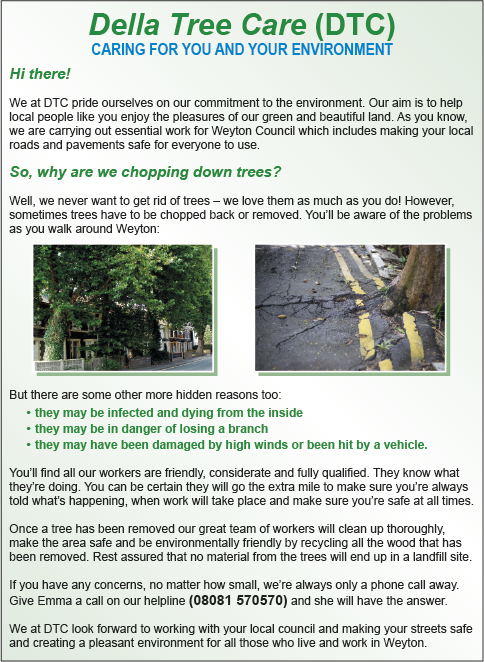 Della Tree Care (DTC)
CARING FOR YOU AND YOUR ENVIRONMENT
Hi there!
We at DTC pride ourselves on our commitment to the environment. Our aim is to help
local people like you enjoy the pleasures of our green and beautiful land. As you know,
we are carrying out essential work for Weyton Council which includes making your local
roads and pavements safe for everyone to use.
So, why are we chopping down trees?
Well, we never want to get rid of trees – we love them as much as you do! However,
sometimes trees have to be chopped back or removed. You'll be aware of the problems
as you walk around Weyton:
But there are some other more hidden reasons too:
• they may be infected and dying from the inside
• they may be in danger of losing a branch
• they may have been damaged by high winds or been hit by a vehicle.
You'll find all our workers are friendly, considerate and fully qualified. They know what
they're doing. You can be certain they will go the extra mile to make sure you're always
told what's happening, when work will take place and make sure you're safe at all times.
Once a tree has been removed our great team of workers will clean up thoroughly,
make the area safe and be environmentally friendly by recycling all the wood that has
been removed. Rest assured that no material from the trees will end up in a landfill site.
If you have any concerns, no matter how small, we're always only a phone call away.
Give Emma a call on our helpline (08081 570570) and she will have the answer.
We at DTC look forward to working with your local council and making your streets safe
and creating a pleasant environment for all those who live and work in Weyton.